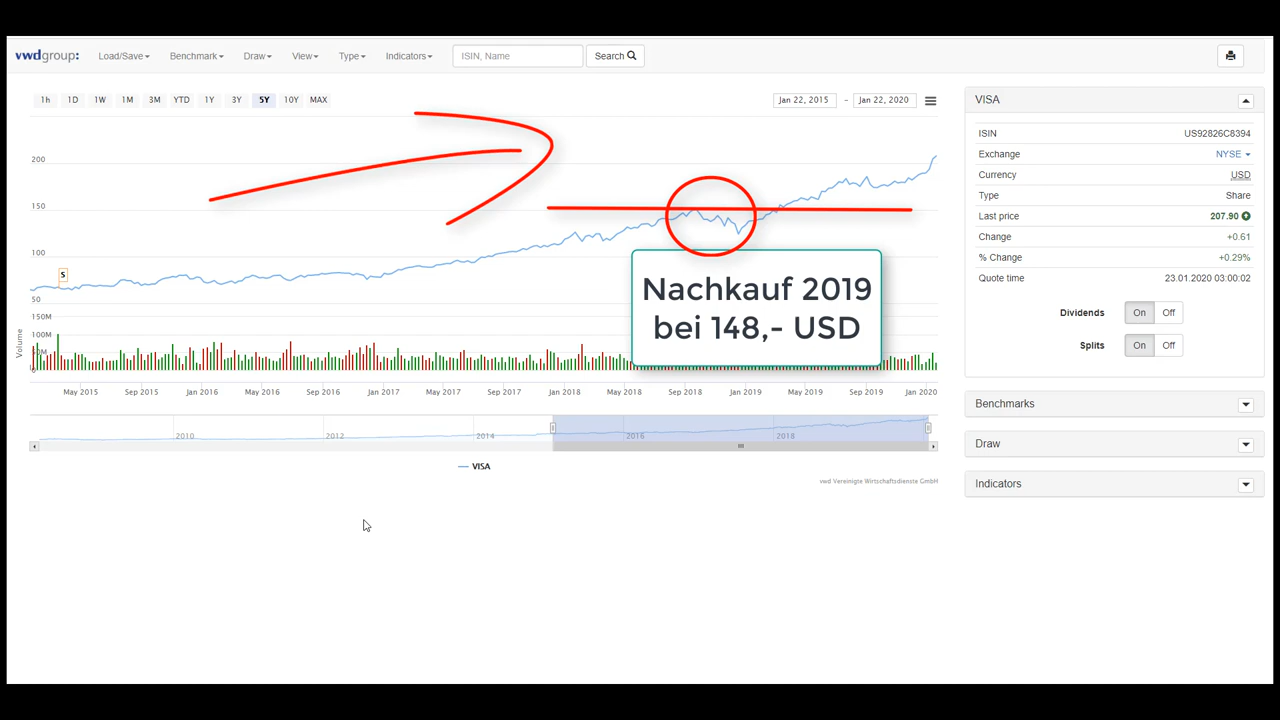 vwdgroup: Load/Save Benchmark Draw View Type Indicators ISIN, Name Search
1h 1D 1W 1M 3M YTD 1Y 3Y 5Y 10Y MAX Jan 22, 2015 - Jan 22, 2020
200
150
100
50
S
Nachkauf 2019
bei 148,- USD
150M
100M
50M
0
Volume
May 2015 Sep 2015 Jan 2016 May 2016 Sep 2016 Jan 2017 May 2017 Sep 2017 Jan 2018 May 2018 Sep 2018 Jan 2019 May 2019 Sep 2019 Jan 2020
2010 2012 2014 2016 2018
VISA
vwd Vereinigte Wirtschaftsdienste GmbH
VISA
ISIN US92826C8394
Exchange NYSE
Currency USD
Type Share
Last price 207.90
Change +0.61
% Change +0.29%
Quote time 23.01.2020 03:00:02
Dividends On Off
Splits On Off
Benchmarks
Draw
Indicators